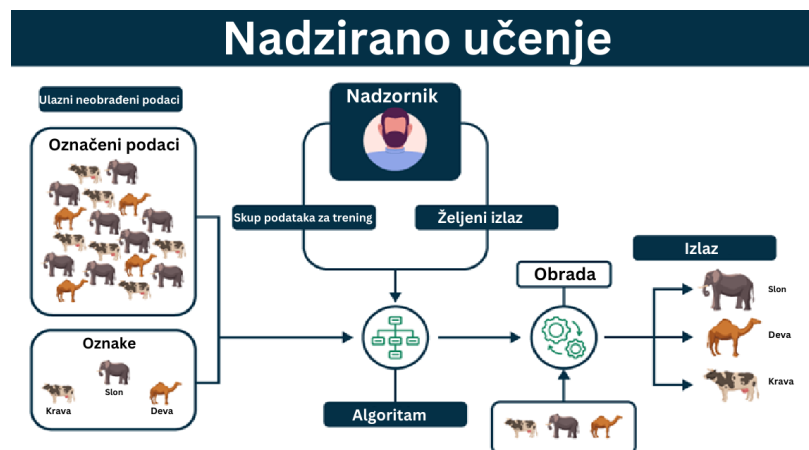 Nadzirano učenje
Ulazni neobrađeni podaci
Označeni podaci
Nadzornik
Skup podataka za trening
Željeni izlaz
Oznake
Krava
Slon
Deva
Algoritam
Obrada
Izlaz
Slon
Deva
Krava